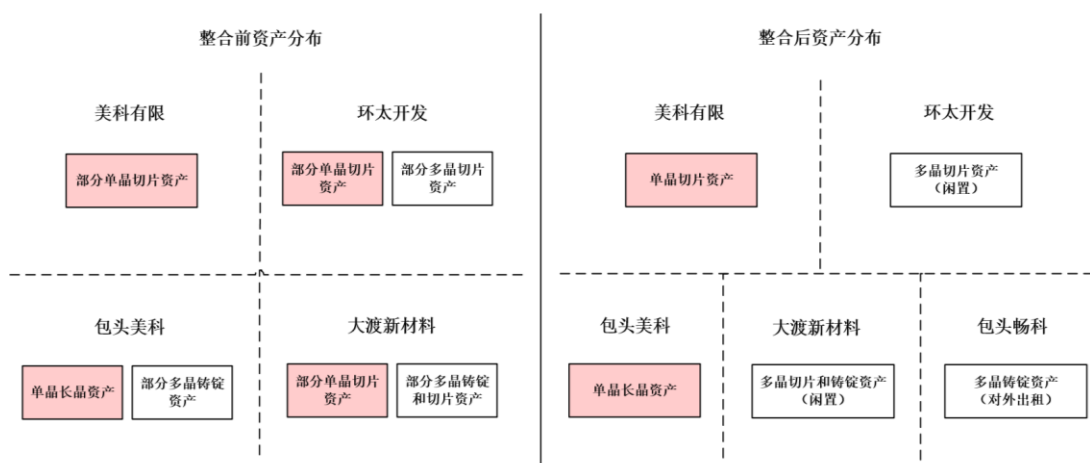 整合前资产分布
美科有限
环太开发
部分单晶切片资产
部分单晶切片
资产
部分多晶切片
资产
包头美科
大渡新材料
单晶长晶资产
部分多晶铸锭
资产
部分单晶切片
资产
部分多晶铸锭
和切片资产
整合后资产分布
美科有限
环太开发
单晶切片资产
多晶切片资产
（闲置）
包头美科
大渡新材料
包头畅科
单晶长晶资产
多晶切片和铸锭资产
（闲置）
多晶铸锭资产
（对外出租）